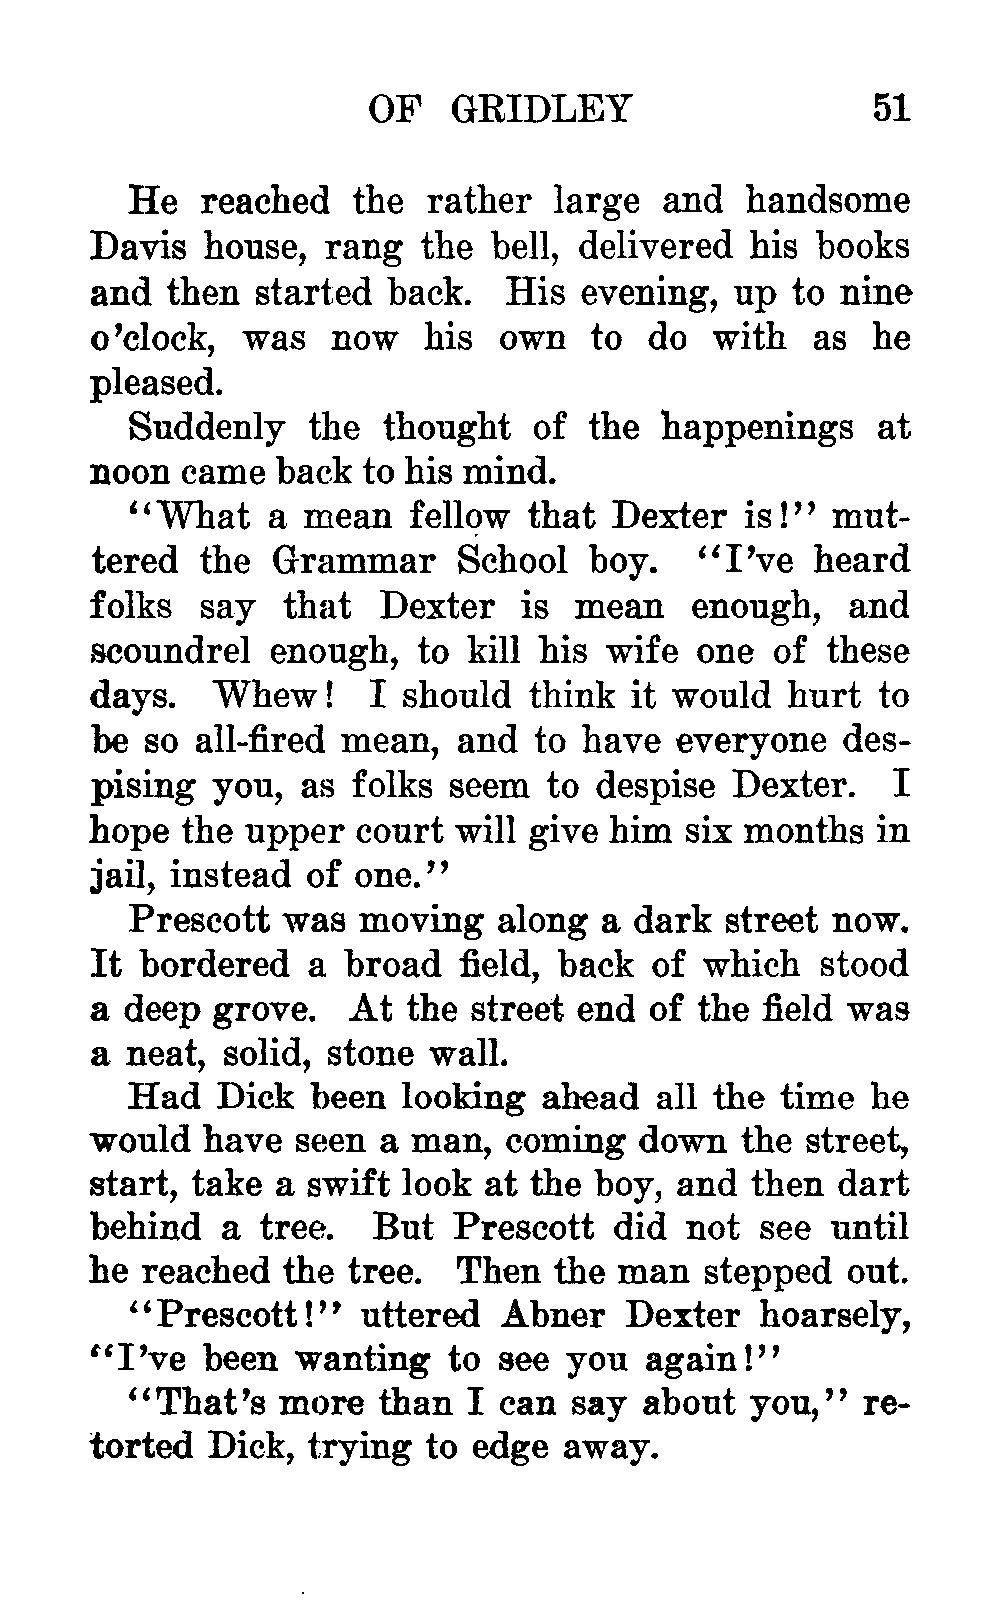 OF GRIDLEY 51
He reached the rather large and handsome
Davis house, rang the bell, delivered his books
and then started back. His evening, up to nine
o'clock, was now his own to do with as he
pleased.
Suddenly the thought of the happenings at
noon came back to his mind.
"What a mean fellow that Dexter is!" mut-
tered the Grammar School boy. "I've heard
folks say that Dexter is mean enough, and
scoundrel enough, to kill his wife one of these
days. Whew! I should think it would hurt to
be so all-fired mean, and to have everyone des-
pising you, as folks seem to despise Dexter. I
hope the upper court will give him six months in
jail, instead of one."
Prescott was moving along a dark street now.
It bordered a broad field, back of which stood
a deep grove. At the street end of the field was
a neat, solid, stone wall.
Had Dick been looking ahead all the time he
would have seen a man, coming down the street,
start, take a swift look at the boy, and then dart
behind a tree. But Prescott did not see until
he reached the tree. Then the man stepped out.
"Prescott!" uttered Abner Dexter hoarsely,
"I've been wanting to see you again!"
"That's more than I can say about you," re-
torted Dick, trying to edge away.